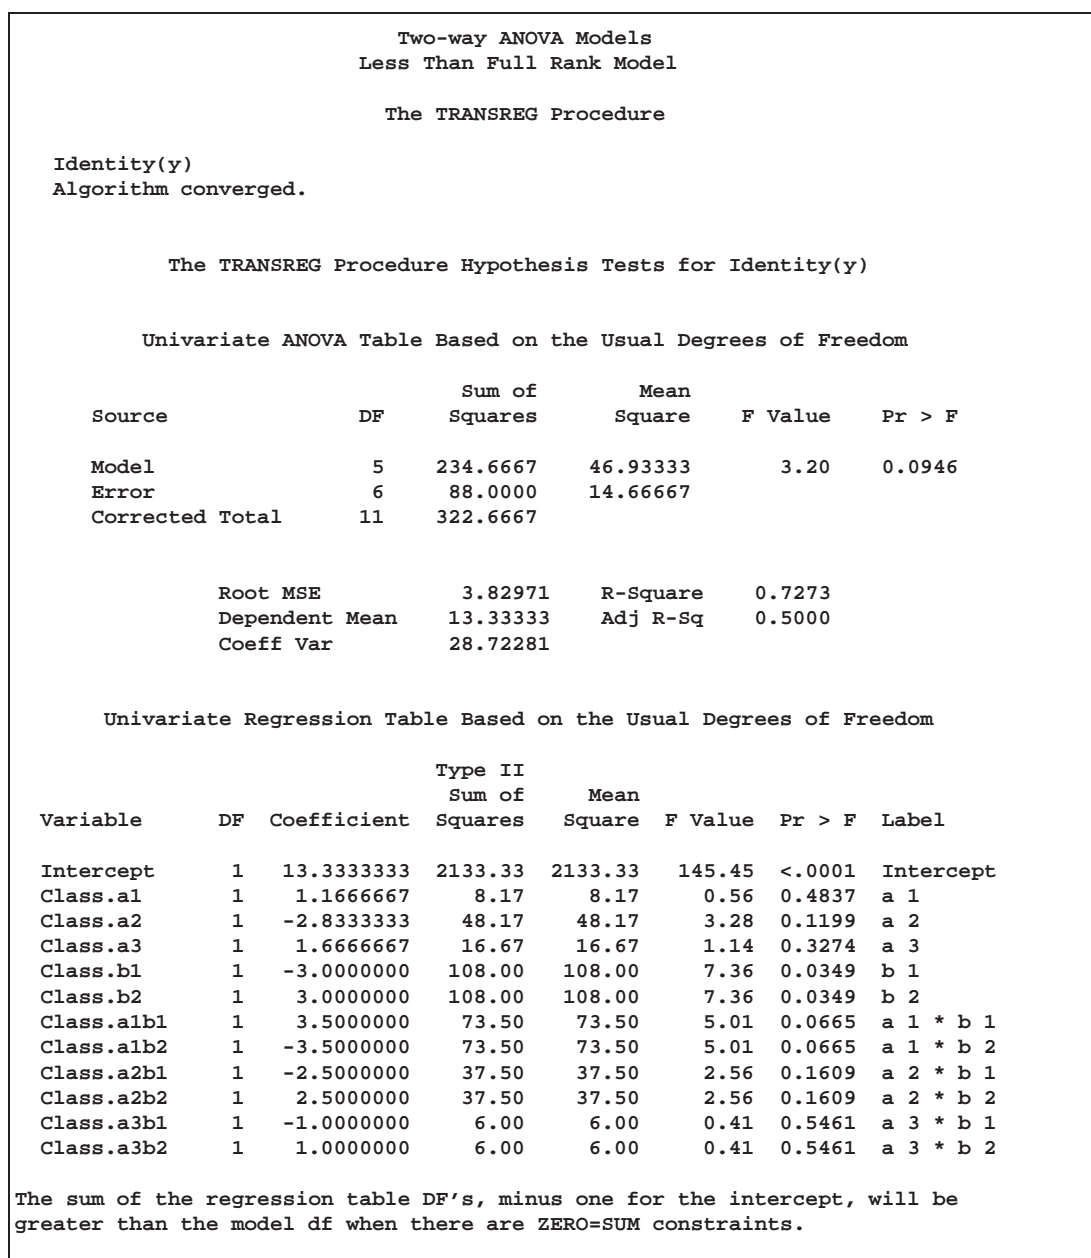 Two-way ANOVA Models
Less Than Full Rank Model
The TRANSREG Procedure
Identity(y)
Algorithm converged.
The TRANSREG Procedure Hypothesis Tests for Identity(y)
Univariate ANOVA Table Based on the Usual Degrees of Freedom
Sum of Mean
Source DF Squares Square F Value Pr > F
Model 5 234.6667 46.93333 3.20 0.0946
Error 6 88.0000 14.66667
Corrected Total 11 322.6667
Root MSE 3.82971 R-Square 0.7273
Dependent Mean 13.33333 Adj R-Sq 0.5000
Coeff Var 28.72281
Univariate Regression Table Based on the Usual Degrees of Freedom
Type II
Sum of Mean
Variable DF Coefficient Squares Square F Value Pr > F Label
Intercept 1 13.3333333 2133.33 2133.33 145.45 <.0001 Intercept
Class.a1 1 1.1666667 8.17 8.17 0.56 0.4837 a 1
Class.a2 1 -2.8333333 48.17 48.17 3.28 0.1199 a 2
Class.a3 1 1.6666667 16.67 16.67 1.14 0.3274 a 3
Class.b1 1 -3.0000000 108.00 108.00 7.36 0.0349 b 1
Class.b2 1 3.0000000 108.00 108.00 7.36 0.0349 b 2
Class.a1b1 1 3.5000000 73.50 73.50 5.01 0.0665 a 1 * b 1
Class.a1b2 1 -3.5000000 73.50 73.50 5.01 0.0665 a 1 * b 2
Class.a2b1 1 -2.5000000 37.50 37.50 2.56 0.1609 a 2 * b 1
Class.a2b2 1 2.5000000 37.50 37.50 2.56 0.1609 a 2 * b 2
Class.a3b1 1 -1.0000000 6.00 6.00 0.41 0.5461 a 3 * b 1
Class.a3b2 1 1.0000000 6.00 6.00 0.41 0.5461 a 3 * b 2
The sum of the regression table DF's, minus one for the intercept, will be
greater than the model df when there are ZERO=SUM constraints.